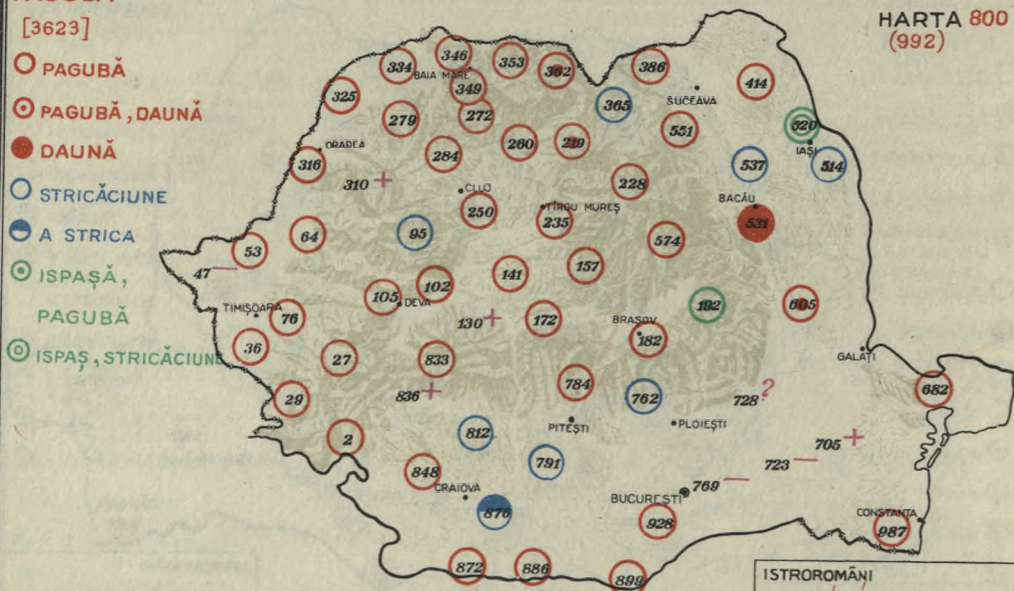 [3623]
PAGUBĂ
PAGUBĂ, DAUNĂ
DAUNĂ
STRICĂCIUNE
A STRICA
ISPAȘĂ,
PAGUBĂ
ISPAȘ, STRICĂCIUNE
HARTA 800
(992)
346
353
334
362
386
BAIA MARE
349
414
325
365
SUCEAVA
279
272
551
520
260
219
IAȘI
ORADEA
284
316
537
514
310 +
228
CLUJ
BACĂU
250
TÎRGU MUREȘ
235
531
95
64
574
53
157
47 —
141
102
105
DEVA
192
605
TIMIȘOARA
76
130 +
172
BRAȘOV
182
36
27
833
GALAȚI
784
682
836 +
29
762
728 ?
PITEȘTI
PLOIEȘTI
812
2
705 +
791
723 —
848
769 —
CRAIOVA
BUCUREȘTI
876
CONSTANȚA
928
987
872
886
899
ISTROROMÂNI